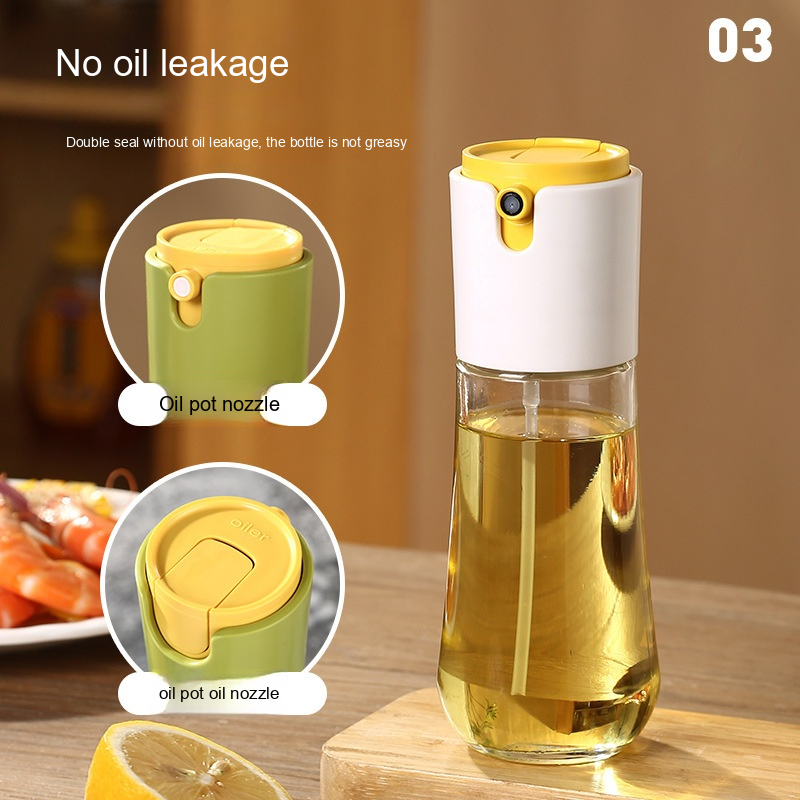 03
No oil leakage
Double seal without oil leakage, the bottle is not greasy
Oil pot nozzle
oiler
oil pot oil nozzle